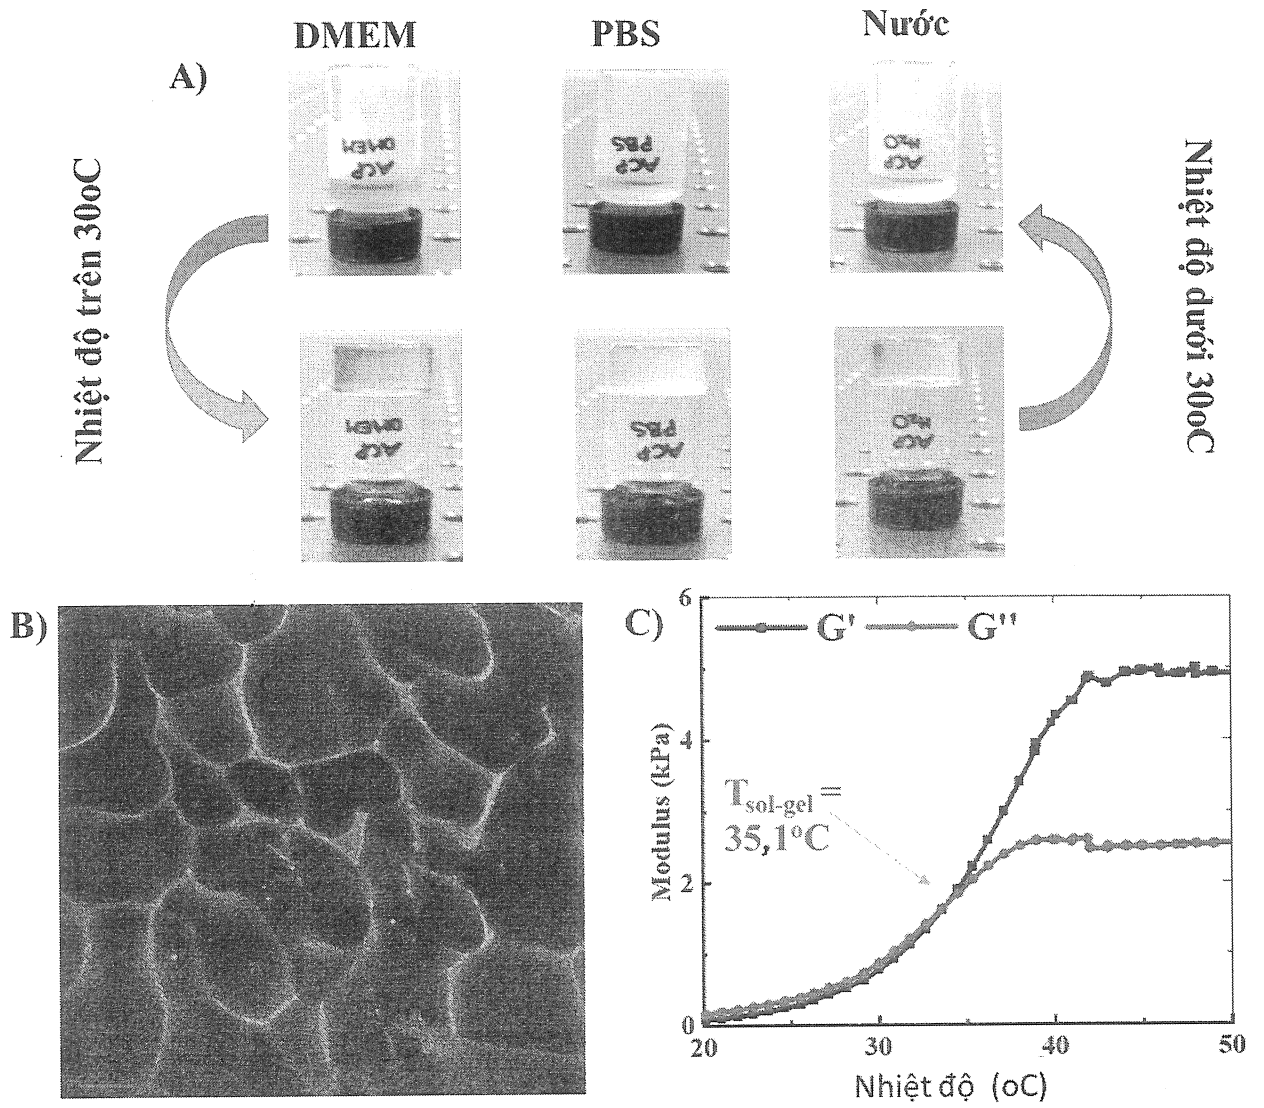 DMEM
PBS
Nước
A)
Nhiệt độ trên 30oC
Nhiệt độ dưới 30oC
ACP
DMEM
ACP
PBS
ACP
H₂O
ACP
DMEM
ACP
PBS
ACP
H₂O
B)
C)
G'
G''
T_sol-gel =
35,1°C
Modulus (kPa)
6
4
2
0
20
30
40
50
Nhiệt độ (oC)